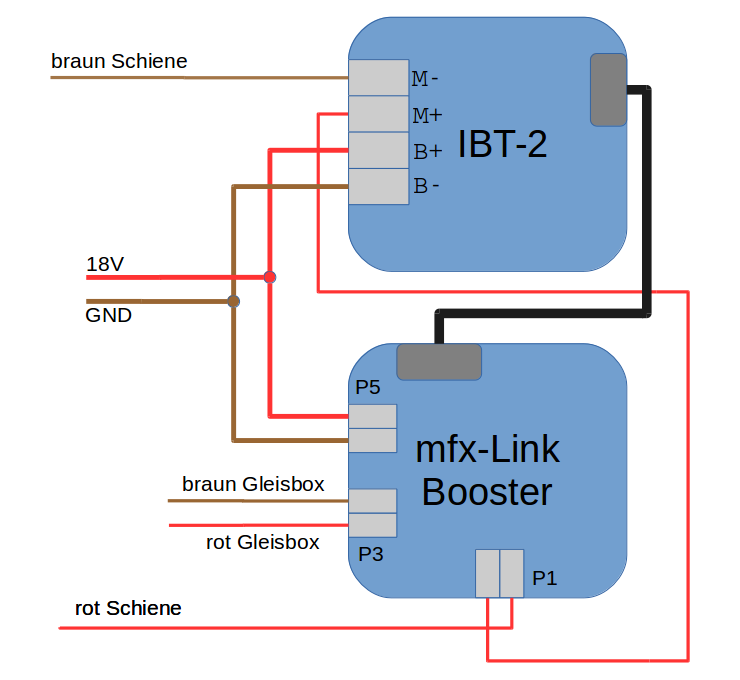 braun Schiene
M-
M+
B+
B-
IBT-2
18V
GND
P5
mfx-Link
Booster
braun Gleisbox
rot Gleisbox
P3
P1
rot Schiene